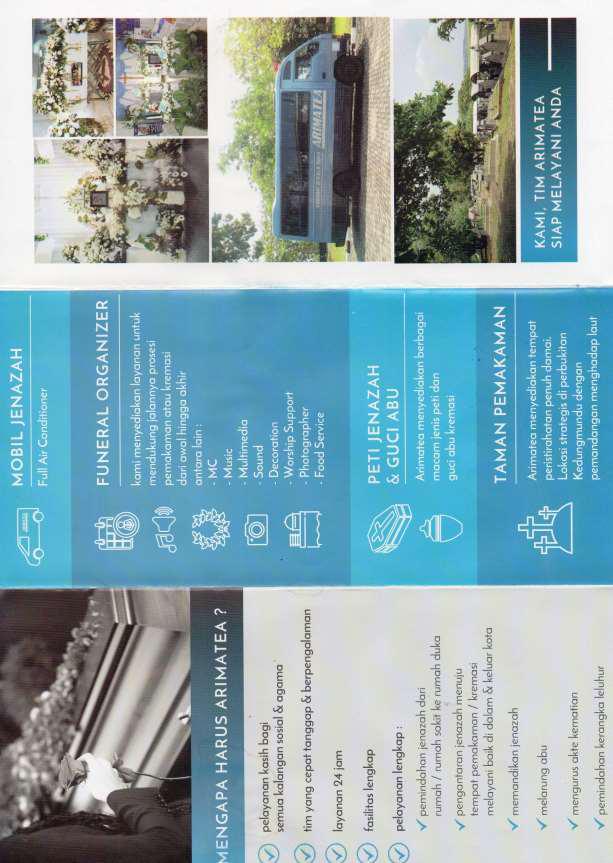 MENGAPA HARUS ARIMATEA ?
pelayanan kasih bagi
semua kalangan sosial & agama
tim yang cepat tanggap & berpengalaman
layanan 24 jam
fasilitas lengkap
pelayanan lengkap :
pemindahan jenazah dari
rumah / rumah sakit ke rumah duka
pengantaran jenazah menuju
tempat pemakaman / kremasi
melayani baik di dalam & keluar kota
memandikan jenazah
melarung abu
mengurus akte kematian
pemindahan kerangka leluhur
MOBIL JENAZAH
Full Air Conditioner
FUNERAL ORGANIZER
kami menyediakan layanan untuk
mendukung jalannya prosesi
pemakaman atau kremasi
dari awal hingga akhir
antara lain :
- MC
- Music
- Multimedia
- Sound
- Decoration
- Worship Support
- Photographer
- Food Service
PETI JENAZAH
& GUCI ABU
Arimatea menyediakan berbagai
macam jenis peti dan
guci abu kremasi
TAMAN PEMAKAMAN
Arimatea menyediakan tempat
peristirahatan penuh damai.
Lokasi strategis di perbukitan
Kedungmundu dengan
pemandangan menghadap laut
ARIMATEA
KAMI, TIM ARIMATEA
SIAP MELAYANI ANDA